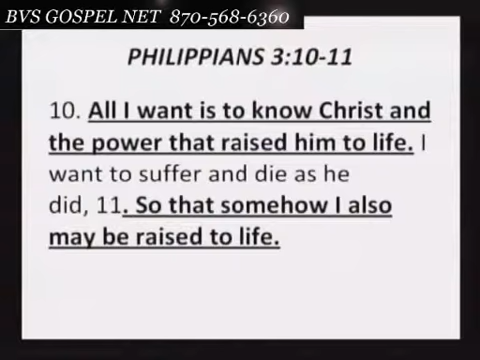 BVS GOSPEL NET 870-568-6360
PHILIPPIANS 3:10-11
10. All I want is to know Christ and
the power that raised him to life. I
want to suffer and die as he
did, 11. So that somehow I also
may be raised to life.